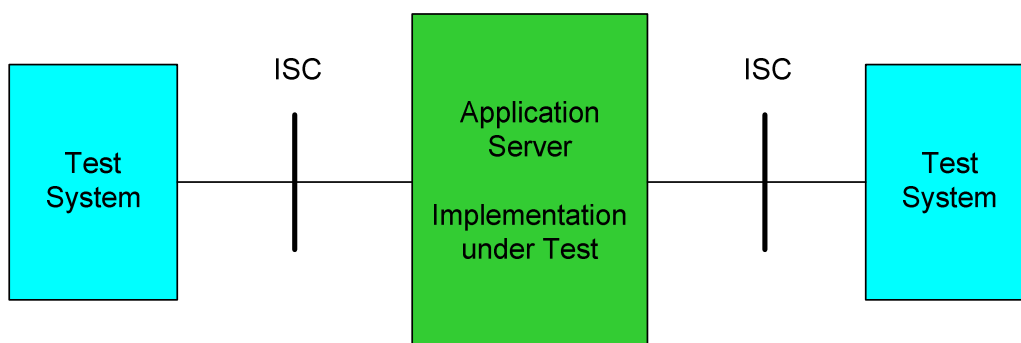 ISC
ISC
Test
System
Application
Server
Implementation
under Test
Test
System